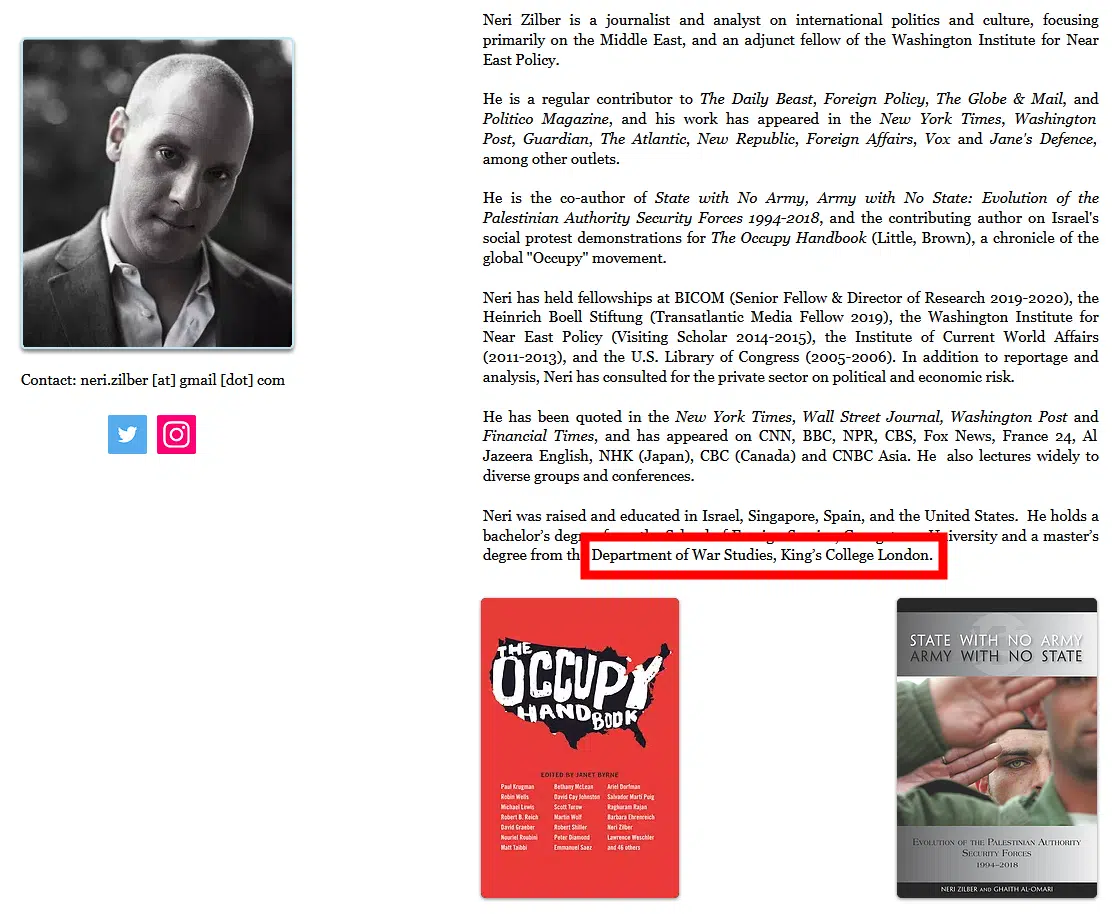 Neri Zilber is a journalist and analyst on international politics and culture, focusing
primarily on the Middle East, and an adjunct fellow of the Washington Institute for Near
East Policy.
He is a regular contributor to The Daily Beast, Foreign Policy, The Globe & Mail, and
Politico Magazine, and his work has appeared in the New York Times, Washington
Post, Guardian, The Atlantic, New Republic, Foreign Affairs, Vox and Jane's Defence,
among other outlets.
He is the co-author of State with No Army, Army with No State: Evolution of the
Palestinian Authority Security Forces 1994-2018, and the contributing author on Israel's
social protest demonstrations for The Occupy Handbook (Little, Brown), a chronicle of the
global "Occupy" movement.
Neri has held fellowships at BICOM (Senior Fellow & Director of Research 2019-2020), the
Heinrich Boell Stiftung (Transatlantic Media Fellow 2019), the Washington Institute for
Near East Policy (Visiting Scholar 2014-2015), the Institute of Current World Affairs
(2011-2013), and the U.S. Library of Congress (2005-2006). In addition to reportage and
analysis, Neri has consulted for the private sector on political and economic risk.
He has been quoted in the New York Times, Wall Street Journal, Washington Post and
Financial Times, and has appeared on CNN, BBC, NPR, CBS, Fox News, France 24, Al
Jazeera English, NHK (Japan), CBC (Canada) and CNBC Asia. He also lectures widely to
diverse groups and conferences.
Neri was raised and educated in Israel, Singapore, Spain, and the United States. He holds a
bachelor's and a master's
degree from Department of War Studies, King's College London.
Contact: neri.zilber [at] gmail [dot] com
THE
OCCUPY
HANDBOOK
EDITED BY JANET BYRNE
Paul Krugman Bethany McLean Ariel Dorfman
Robin Wells David Cay Johnston Salvador Martí Puig
Michael Lewis Scott Turow Raghuram Rajan
Robert B. Reich Martin Wolf Barbara Ehrenreich
David Graeber Robert Shiller Neri Zilber
Nouriel Roubini Peter Diamond Lawrence Weschler
Matt Taibbi Emmanuel Saez and 46 others
STATE WITH NO ARMY
ARMY WITH NO STATE
EVOLUTION OF THE PALESTINIAN AUTHORITY
SECURITY FORCES
1994–2018
NERI ZILBER AND GHAITH AL-OMARI